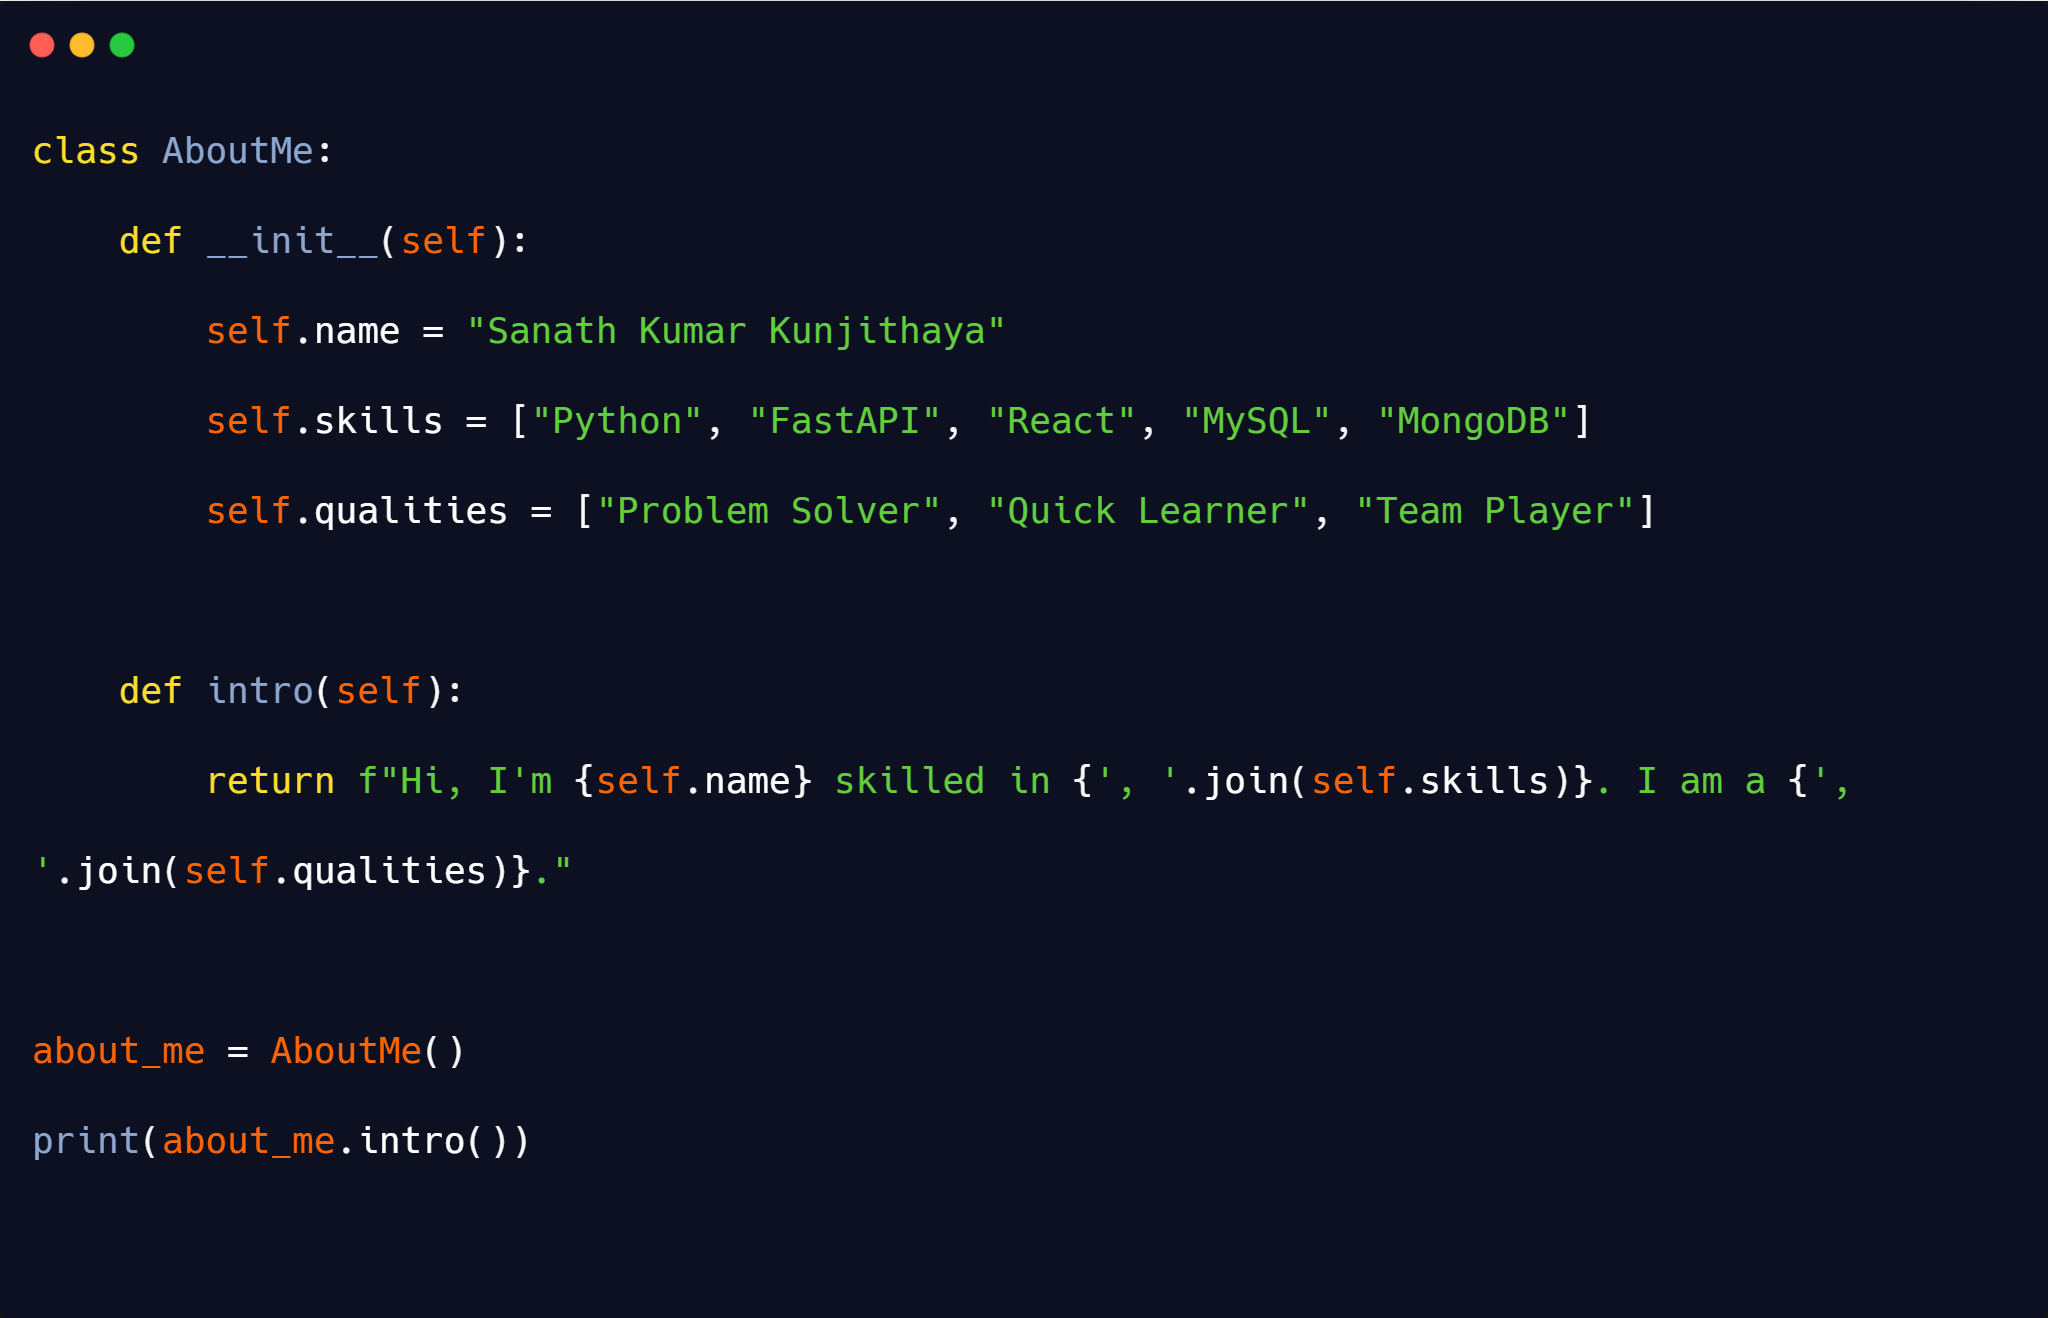 class AboutMe:
    def __init__(self):
        self.name = "Sanath Kumar Kunjithaya"
        self.skills = ["Python", "FastAPI", "React", "MySQL", "MongoDB"]
        self.qualities = ["Problem Solver", "Quick Learner", "Team Player"]
    def intro(self):
        return f"Hi, I'm {self.name} skilled in {', '.join(self.skills)}. I am a {',
'.join(self.qualities)}."
about_me = AboutMe()
print(about_me.intro())